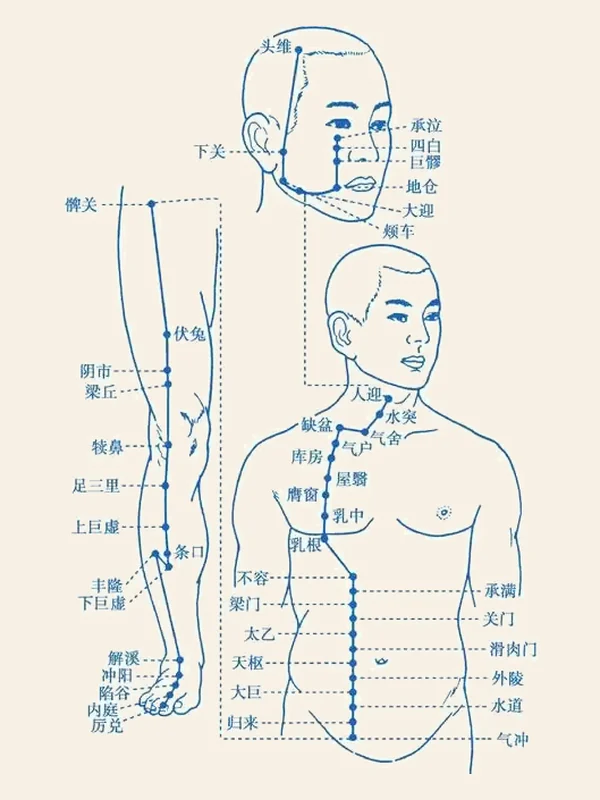 头维
承泣
四白
下关
巨髎
地仓
大迎
颊车
髀关
伏兔
阴市
梁丘
犊鼻
足三里
上巨虚
条口
丰隆
下巨虚
解溪
冲阳
陷谷
内庭
厉兑
人迎
水突
缺盆
气舍
气户
库房
屋翳
膺窗
乳中
乳根
不容
承满
梁门
关门
太乙
滑肉门
天枢
外陵
大巨
水道
归来
气冲